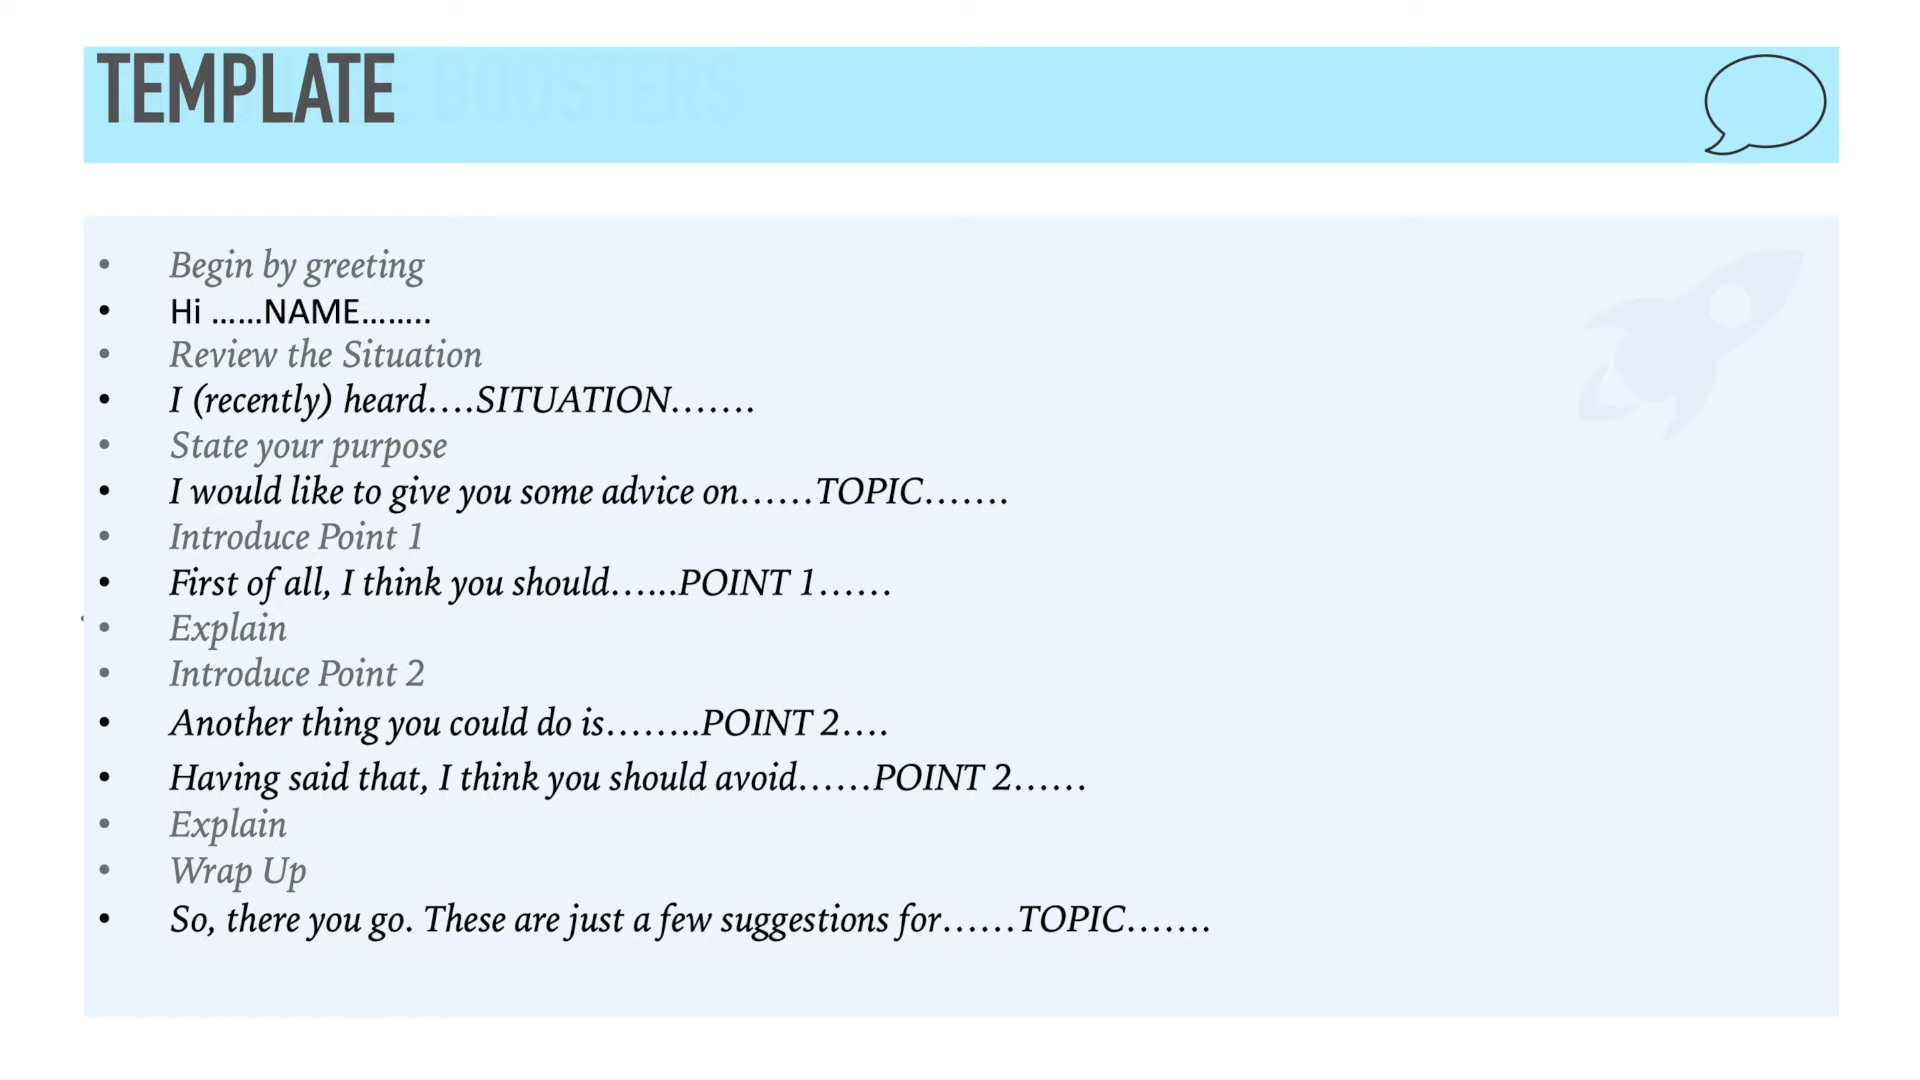 TEMPLATE BOOSTERS
• Begin by greeting
• Hi ……NAME……..
• Review the Situation
• I (recently) heard….SITUATION…….
• State your purpose
• I would like to give you some advice on……TOPIC…….
• Introduce Point 1
• First of all, I think you should…...POINT 1……
• Explain
• Introduce Point 2
• Another thing you could do is……..POINT 2….
• Having said that, I think you should avoid……POINT 2……
• Explain
• Wrap Up
• So, there you go. These are just a few suggestions for……TOPIC…….